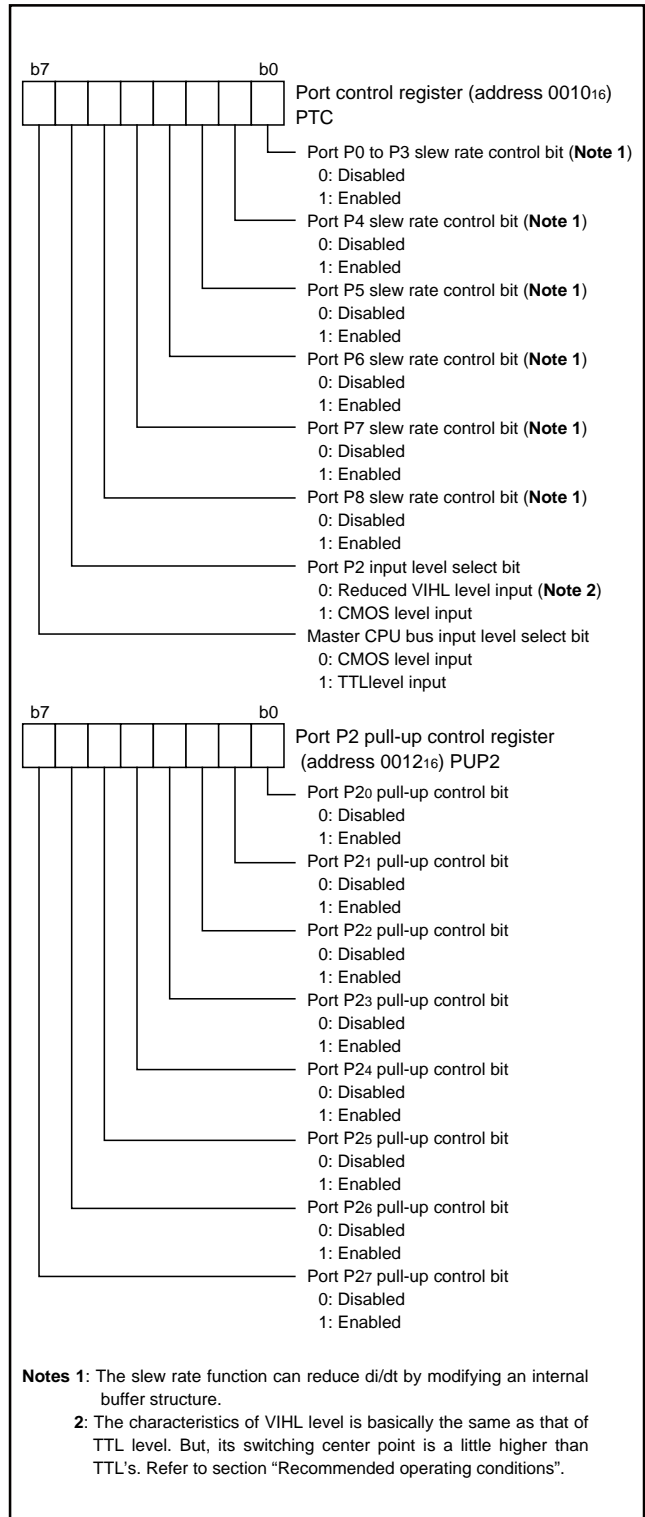 b7 b0
Port control register (address 0010₁₆)
PTC
Port P0 to P3 slew rate control bit (Note 1)
0: Disabled
1: Enabled
Port P4 slew rate control bit (Note 1)
0: Disabled
1: Enabled
Port P5 slew rate control bit (Note 1)
0: Disabled
1: Enabled
Port P6 slew rate control bit (Note 1)
0: Disabled
1: Enabled
Port P7 slew rate control bit (Note 1)
0: Disabled
1: Enabled
Port P8 slew rate control bit (Note 1)
0: Disabled
1: Enabled
Port P2 input level select bit
0: Reduced VIHL level input (Note 2)
1: CMOS level input
Master CPU bus input level select bit
0: CMOS level input
1: TTLlevel input
b7 b0
Port P2 pull-up control register
(address 0012₁₆) PUP2
Port P2₀ pull-up control bit
0: Disabled
1: Enabled
Port P2₁ pull-up control bit
0: Disabled
1: Enabled
Port P2₂ pull-up control bit
0: Disabled
1: Enabled
Port P2₃ pull-up control bit
0: Disabled
1: Enabled
Port P2₄ pull-up control bit
0: Disabled
1: Enabled
Port P2₅ pull-up control bit
0: Disabled
1: Enabled
Port P2₆ pull-up control bit
0: Disabled
1: Enabled
Port P2₇ pull-up control bit
0: Disabled
1: Enabled
Notes 1: The slew rate function can reduce di/dt by modifying an internal
buffer structure.
2: The characteristics of VIHL level is basically the same as that of
TTL level. But, its switching center point is a little higher than
TTL's. Refer to section “Recommended operating conditions”.